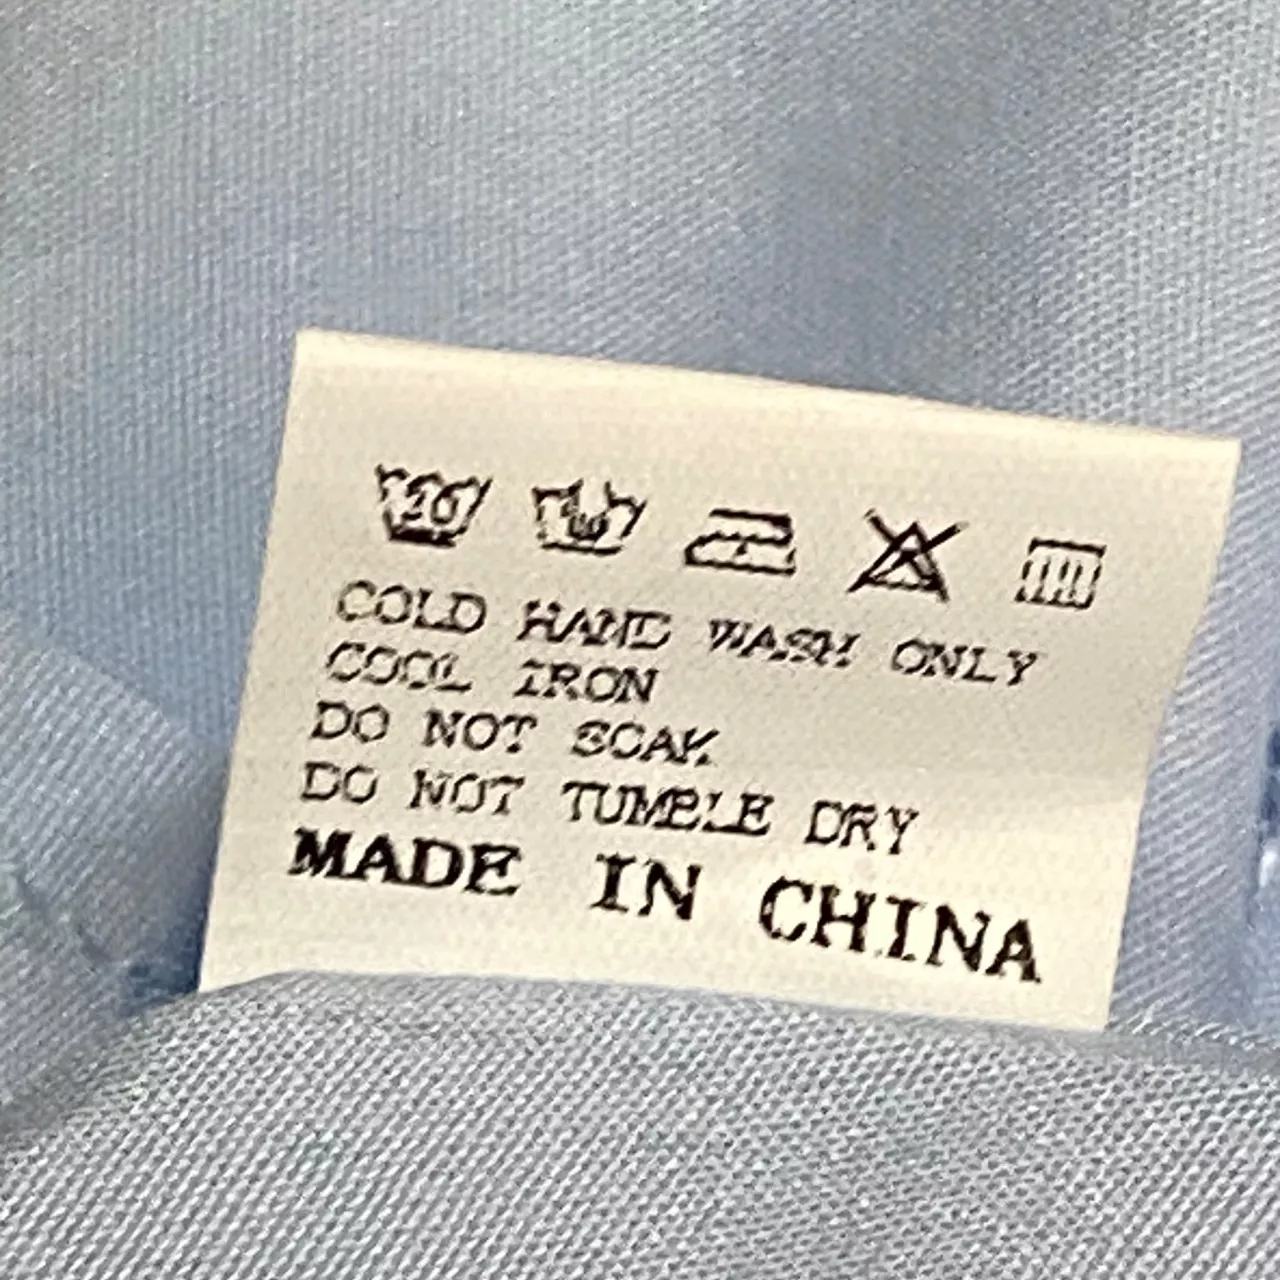 COLD HAND WASH ONLY
COOL IRON
DO NOT SOAK
DO NOT TUMBLE DRY
MADE IN CHINA